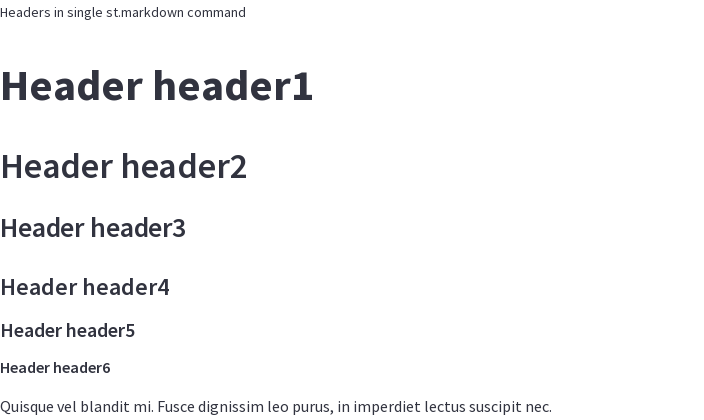 Headers in single st.markdown command
Header header1
Header header2
Header header3
Header header4
Header header5
Header header6
Quisque vel blandit mi. Fusce dignissim leo purus, in imperdiet lectus suscipit nec.